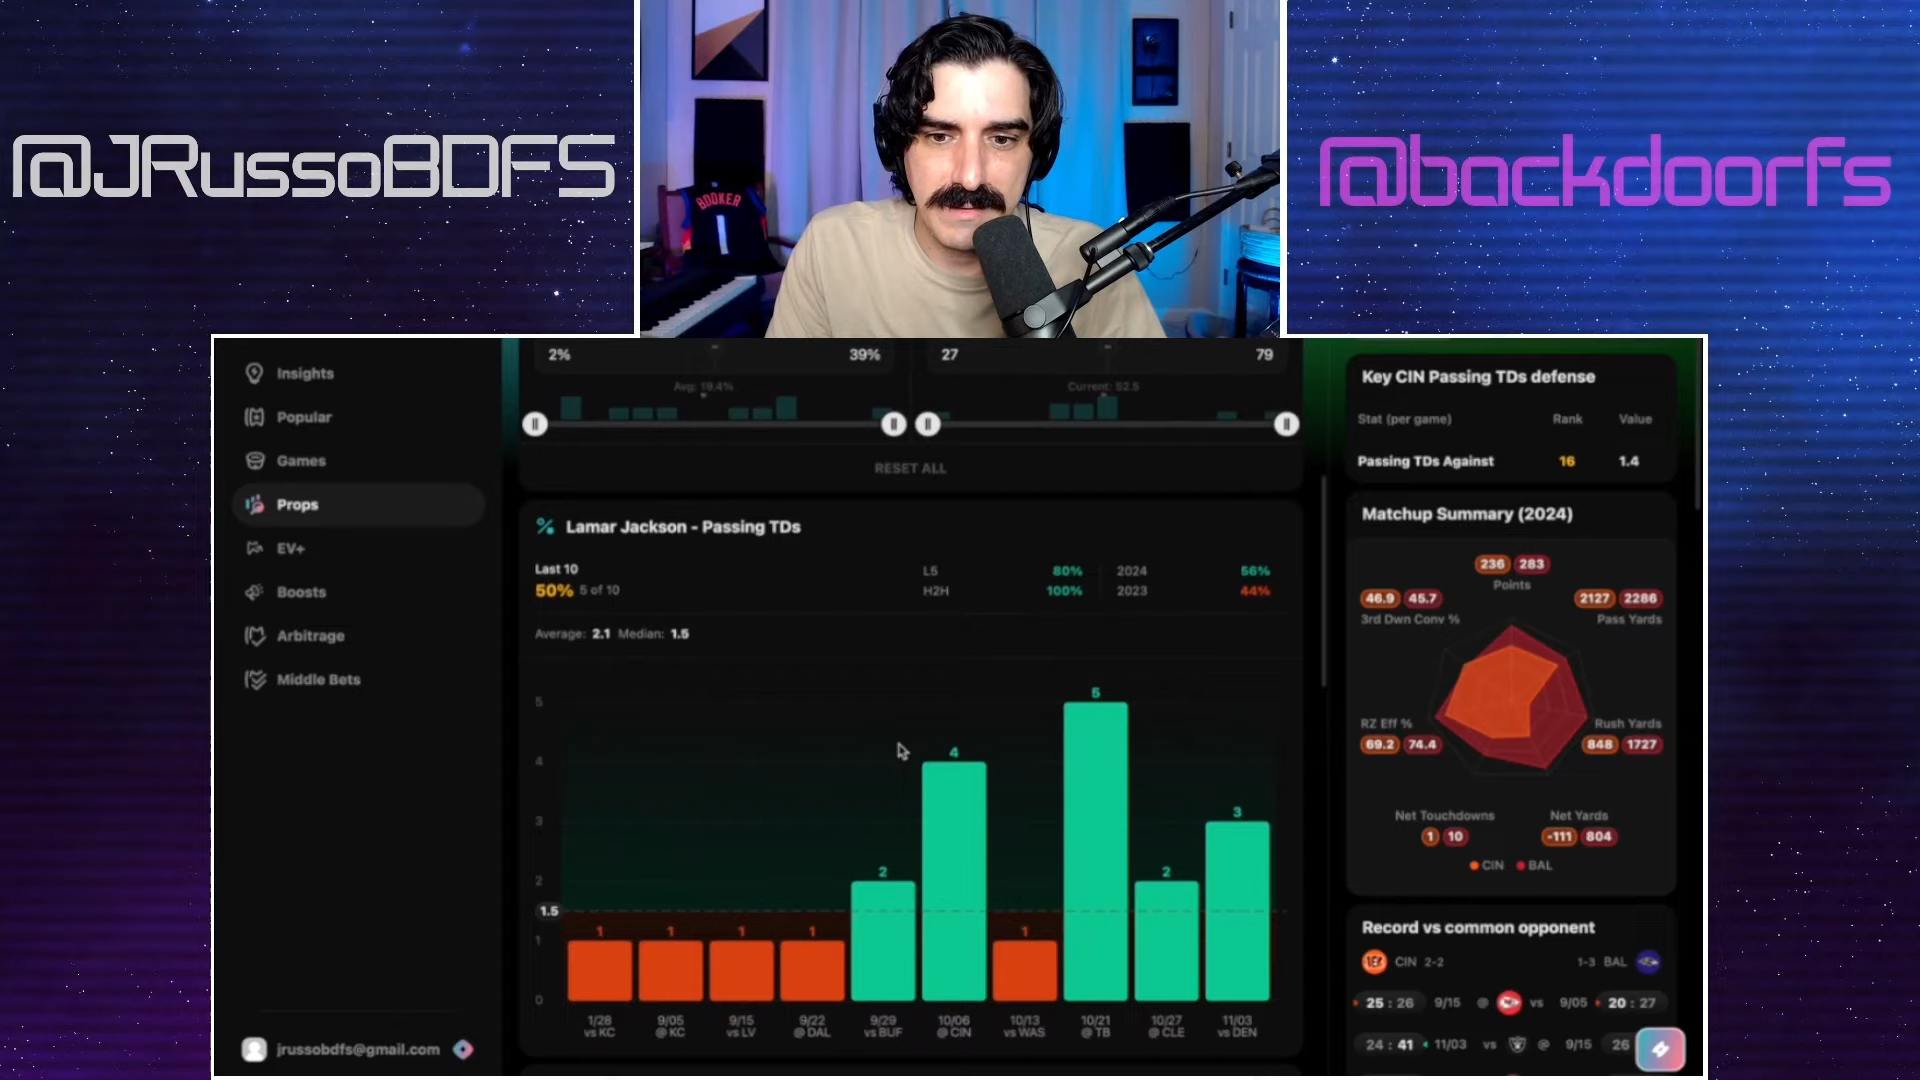 @JRussoBDFS
@backdoorfs
BOOKER
1
Insights
Popular
Games
Props
EV+
Boosts
Arbitrage
Middle Bets
jrussobdfs@gmail.com
2% 39%
Avg: 19.4%
27 79
Current: 52.5
RESET ALL
Lamar Jackson - Passing TDs
Last 10
50% 5 of 10
L5 80% 2024 56%
H2H 100% 2023 44%
Average: 2.1 Median: 1.5
5
4
3
2
1.5
1
0
1 1 1 1 2 4 1 5 2 3
1/28 9/05 9/15 9/22 9/29 10/06 10/13 10/21 10/27 11/03
vs KC @ KC vs LV @ DAL vs BUF @ CIN vs WAS @ TB @ CLE vs DEN
Key CIN Passing TDs defense
Stat (per game) Rank Value
Passing TDs Against 16 1.4
Matchup Summary (2024)
236 283
Points
46.9 45.7
3rd Dwn Conv %
2127 2286
Pass Yards
RZ Eff %
69.2 74.4
Rush Yards
848 1727
Net Touchdowns
1 10
Net Yards
-111 804
CIN BAL
Record vs common opponent
CIN 2-2 1-3 BAL
25 : 26 9/15 @ vs 9/05 20 : 27
24 : 41 11/03 vs @ 9/15 26